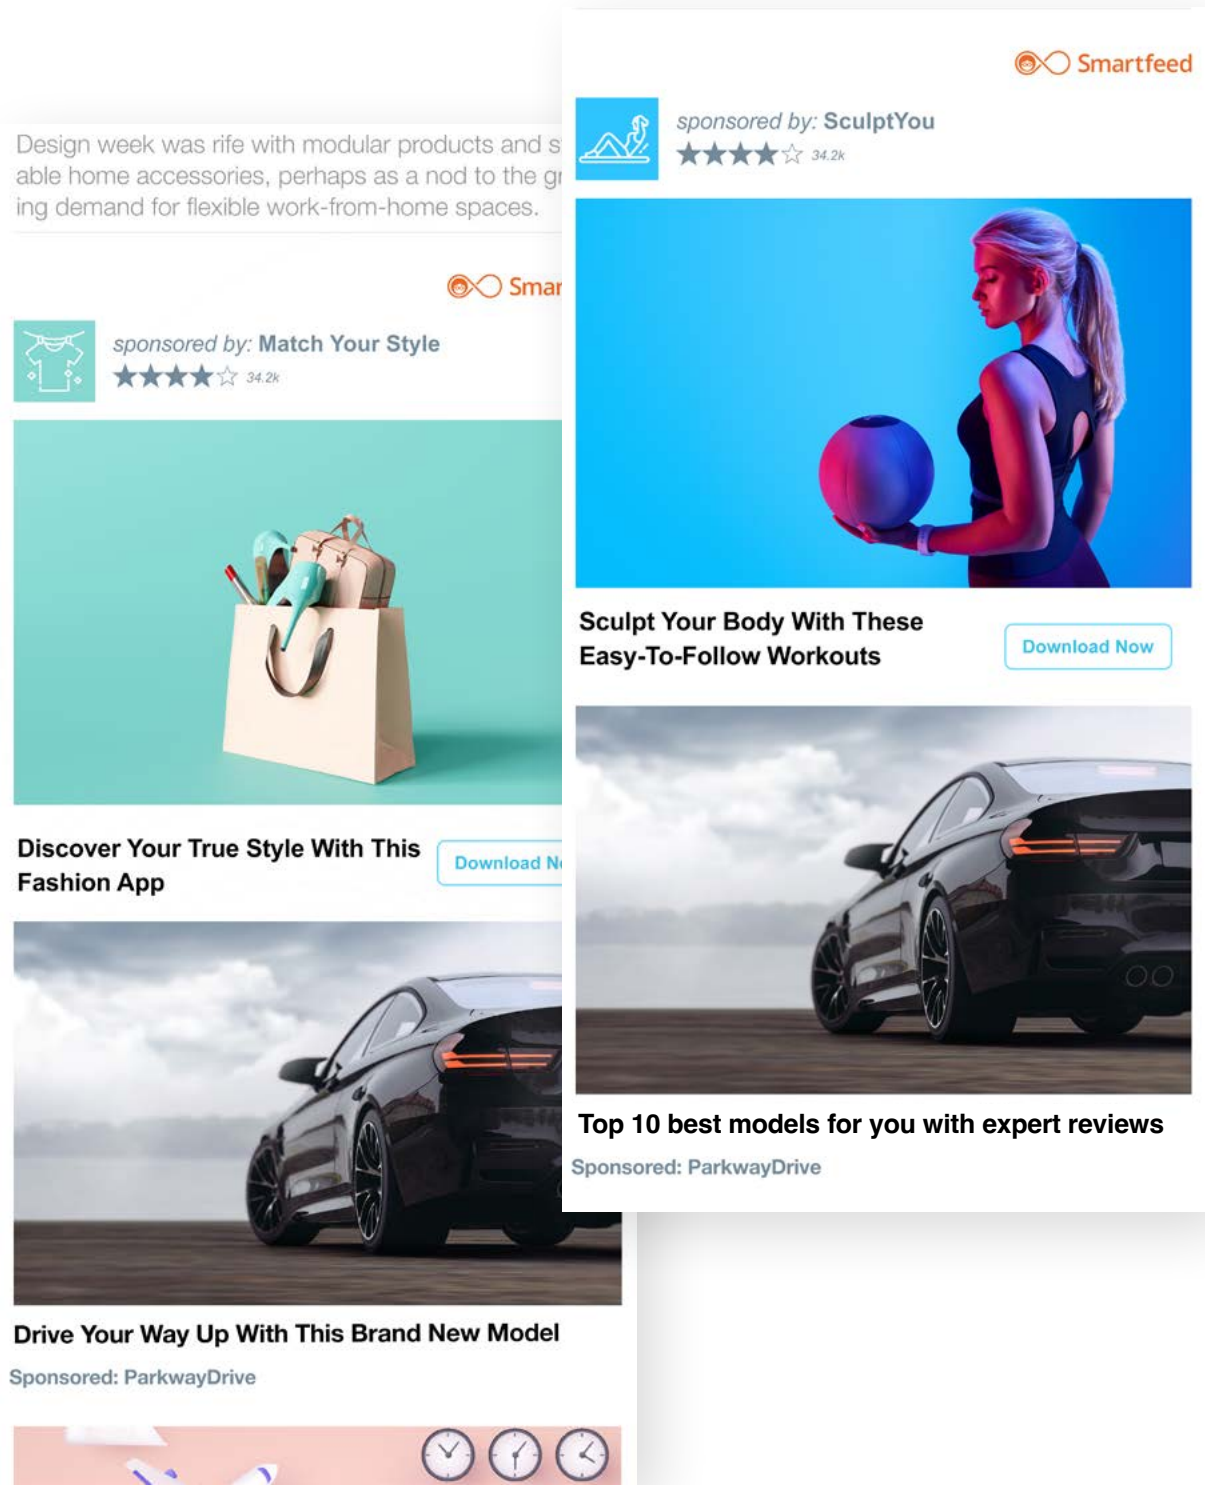 Design week was rife with modular products and
able home accessories, perhaps as a nod to the
ing demand for flexible work-from-home spaces.
sponsored by: Match Your Style
34.2k
Discover Your True Style With This
Fashion App
Download
Drive Your Way Up With This Brand New Model
Sponsored: ParkwayDrive
Smartfeed
sponsored by: SculptYou
34.2k
Sculpt Your Body With These
Easy-To-Follow Workouts
Download Now
Top 10 best models for you with expert reviews
Sponsored: ParkwayDrive